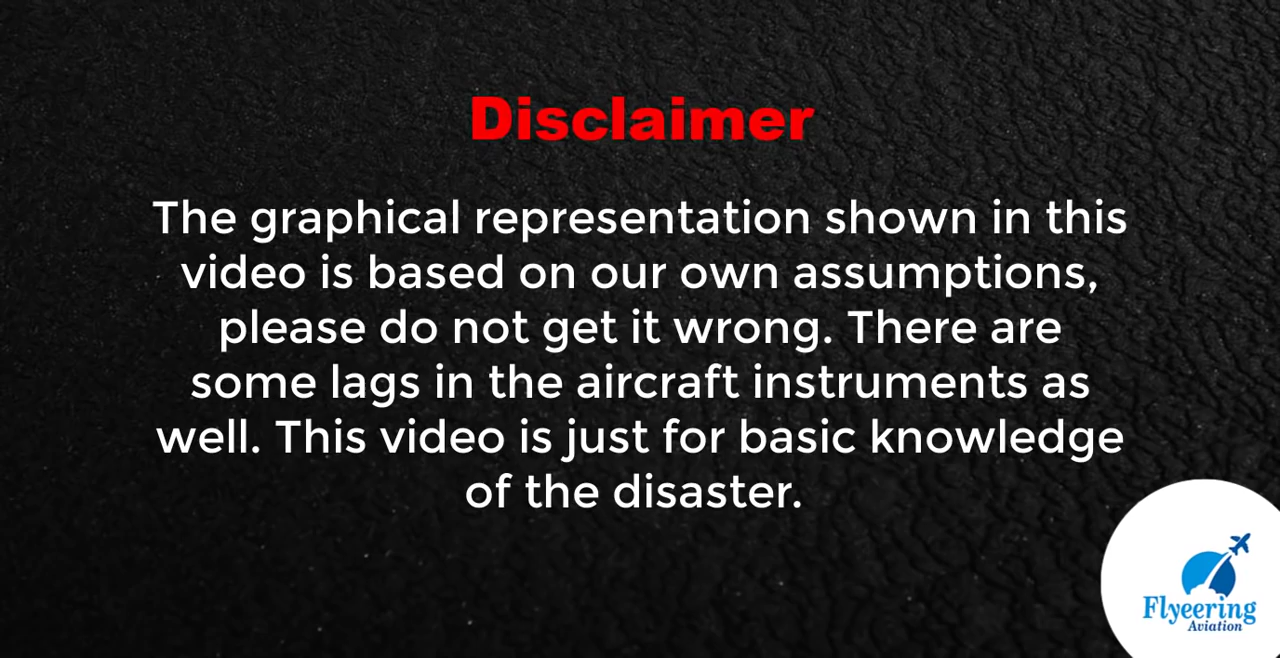 Disclaimer
The graphical representation shown in this
video is based on our own assumptions,
please do not get it wrong. There are
some lags in the aircraft instruments as
well. This video is just for basic knowledge
of the disaster.
Flyeering
Aviation